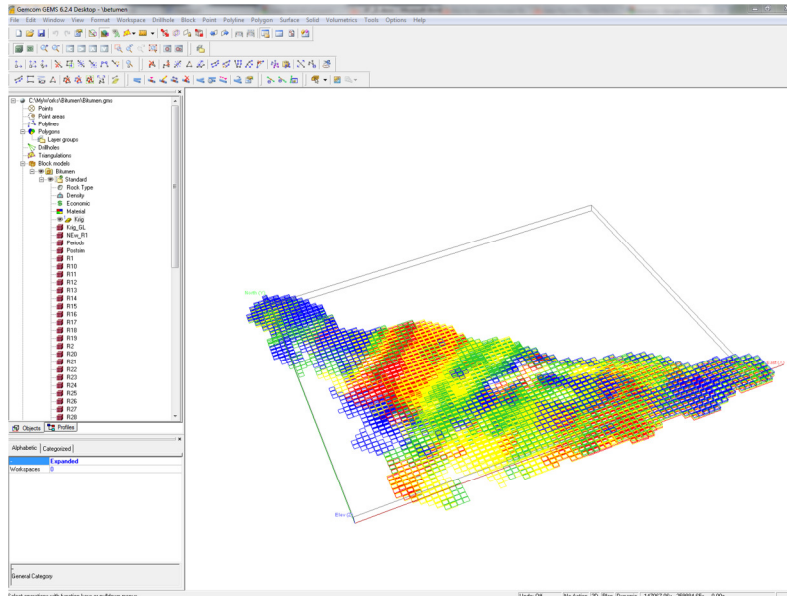 Gemcom GEMS 6.2.4 Desktop - \betumen
File Edit Window View Format Workspace Drillhole Block Point Polyline Polygon Surface Solid Volumetrics Tools Options Help
C:\MyWorks\Bitumen\Bitumen.gms
Points
Point areas
Polylines
Polygons
Layer groups
Drillholes
Triangulations
Block models
Bitumen
Standard
Rock Type
Density
Economic
Material
Krig
Krig_GL
NEw_R1
Periods
Postsim
R1
R10
R11
R12
R13
R14
R15
R16
R17
R18
R19
R2
R20
R21
R22
R23
R24
R25
R26
R27
R28
Objects Profiles
Alphabetic Categorized
Expanded
Workspaces 0
General Category